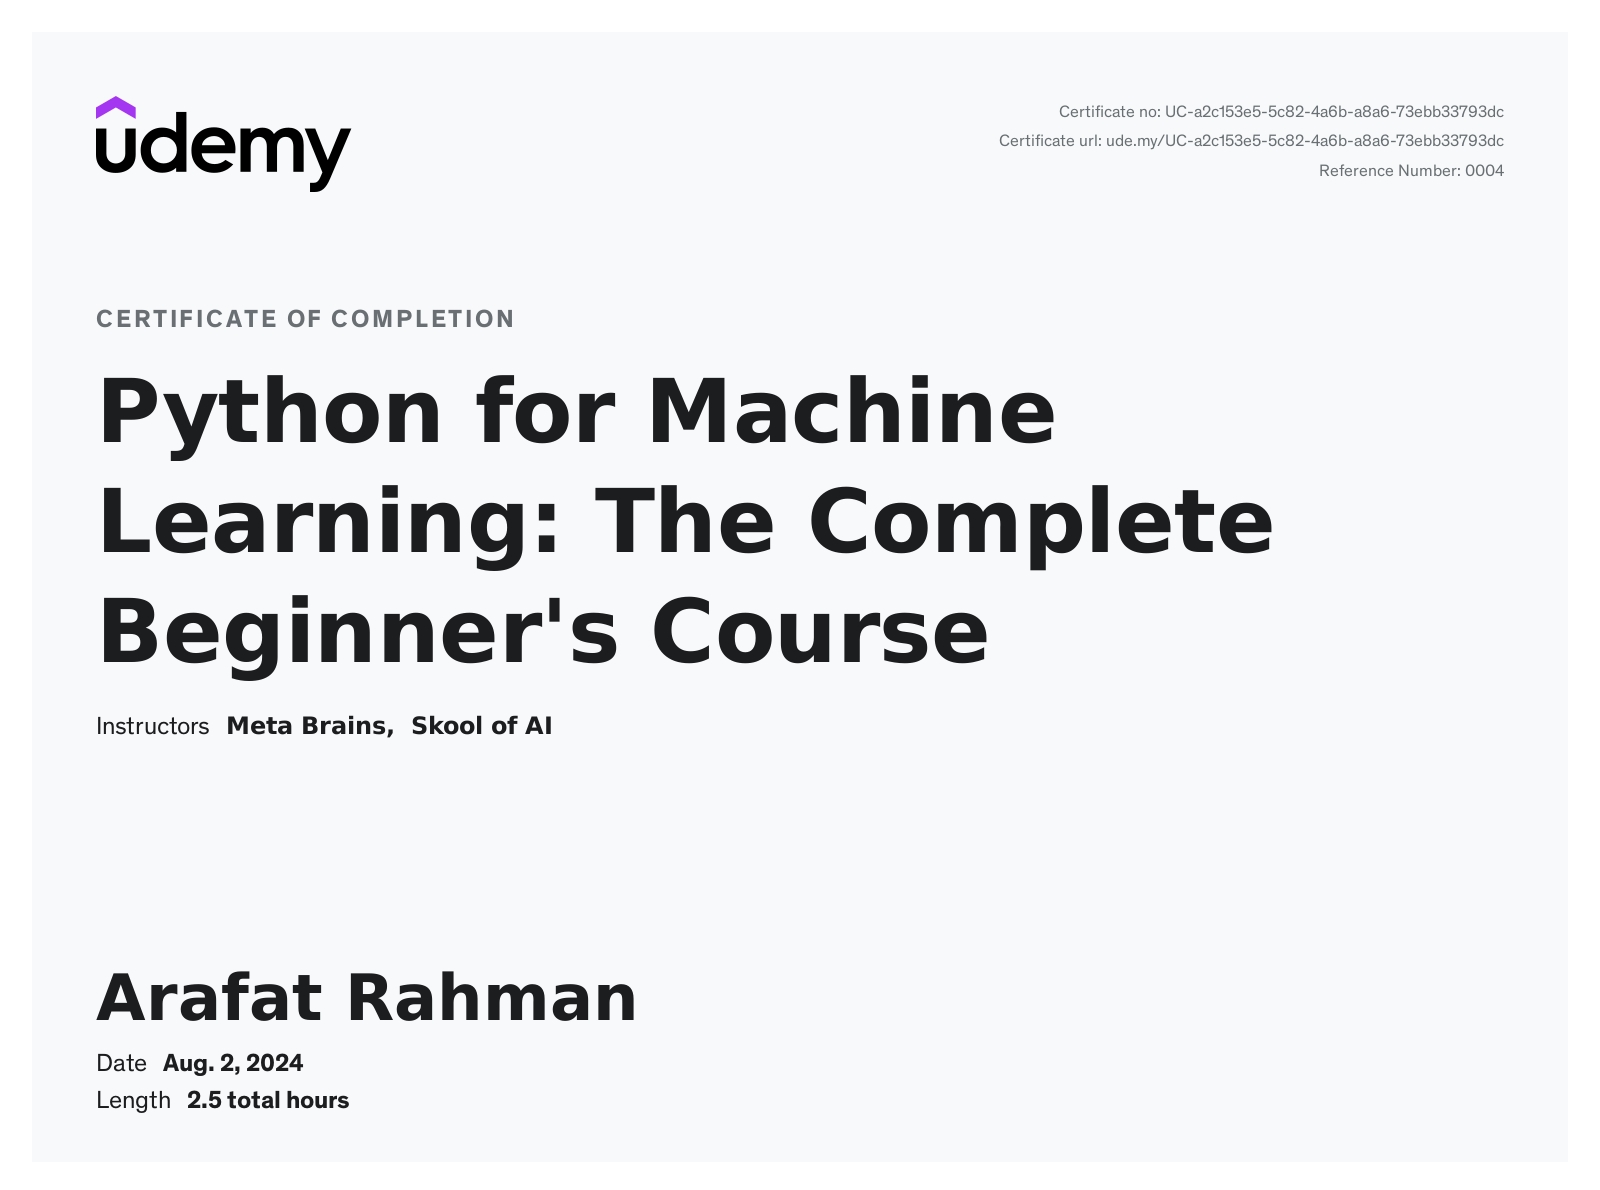 udemy
Certificate no: UC-a2c153e5-5c82-4a6b-a8a6-73ebb33793dc
Certificate url: ude.my/UC-a2c153e5-5c82-4a6b-a8a6-73ebb33793dc
Reference Number: 0004
CERTIFICATE OF COMPLETION
Python for Machine
Learning: The Complete
Beginner's Course
Instructors Meta Brains, Skool of AI
Arafat Rahman
Date Aug. 2, 2024
Length 2.5 total hours